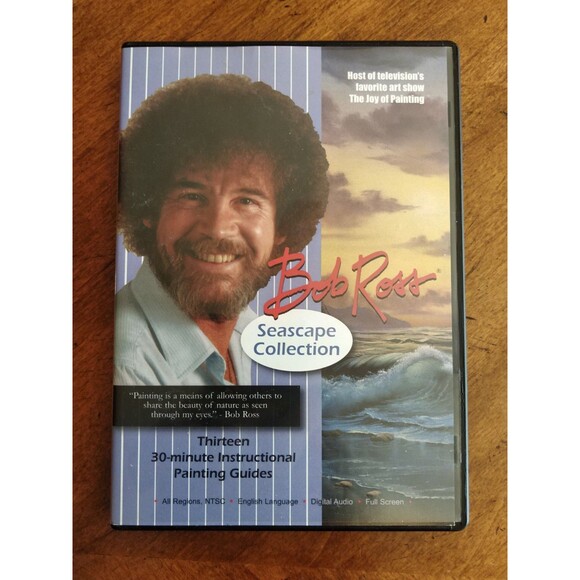 Host of television's
favorite art show
The Joy of Painting
Bob Ross®
Seascape
Collection
"Painting is a means of allowing others to
share the beauty of nature as seen
through my eyes." - Bob Ross
Thirteen
30-minute Instructional
Painting Guides
• All Regions, NTSC • English Language • Digital Audio • Full Screen •